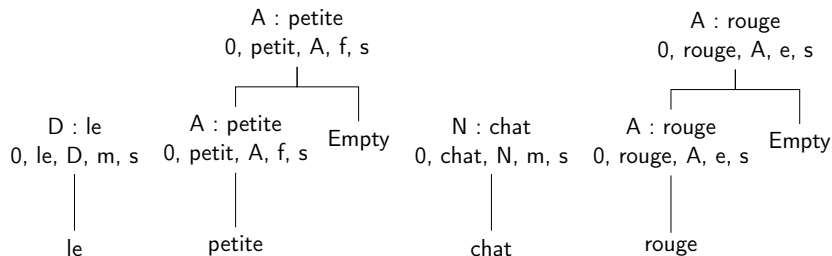 A : petite
0, petit, A, f, s
A : rouge
0, rouge, A, e, s
D : le
0, le, D, m, s
A : petite
0, petit, A, f, s
Empty
N : chat
0, chat, N, m, s
A : rouge
0, rouge, A, e, s
Empty
le
petite
chat
rouge